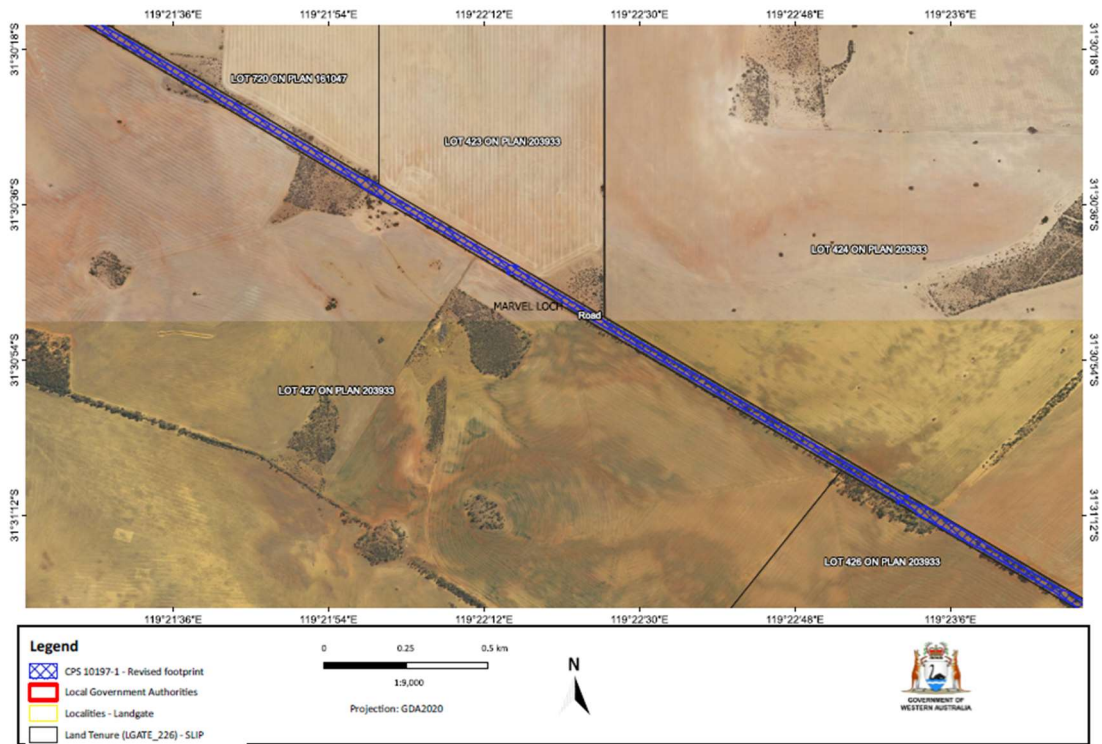 119°21'36"E 119°21'54"E 119°22'12"E 119°22'30"E 119°22'48"E 119°23'6"E
31°30'18"S 31°30'18"S
LOT 720 ON PLAN 161047
LOT 423 ON PLAN 203933
31°30'36"S 31°30'36"S
LOT 424 ON PLAN 203933
MARVEL LOCH
Road
31°30'54"S 31°30'54"S
LOT 427 ON PLAN 203933
31°31'12"S 31°31'12"S
LOT 426 ON PLAN 203933
119°21'36"E 119°21'54"E 119°22'12"E 119°22'30"E 119°22'48"E 119°23'6"E
Legend
CPS 10197-1 - Revised footprint
Local Government Authorities
Localities - Landgate
Land Tenure (LGATE_226) - SLIP
0 0.25 0.5 km
1:9,000
Projection: GDA2020
N
GOVERNMENT OF
WESTERN AUSTRALIA